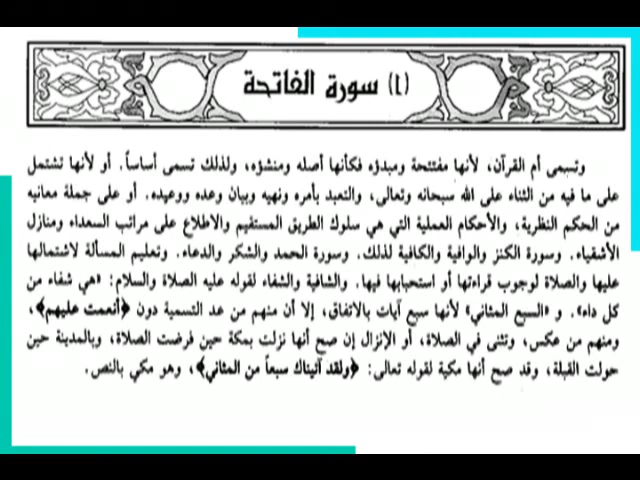 (١) سورة الفاتحة
وتسمى أم القرآن، لأنها مفتتحة ومبدؤه فكأنها أصله ومنشؤه، ولذلك تسمى أساساً. أو لأنها تشتمل
على ما فيه من الثناء على الله سبحانه وتعالى، والتعبد بأمره ونهيه وبيان وعده ووعيده. أو على جملة معانيه
من الحكم النظرية، والأحكام العملية التي هي سلوك الطريق المستقيم والاطلاع على مراتب السعداء ومنازل
الأشقياء. وسورة الكنز والوافية والكافية لذلك. وسورة الحمد والشكر والدعاء. وتعليم المسألة لاشتمالها
عليها والصلاة لوجوب قراءتها أو استحبابها فيها. والشافية والشفاء لقوله عليه الصلاة والسلام: «هي شفاء من
كل داء». و «السبع المثاني» لأنها سبع آيات بالاتفاق، إلا أن منهم من عد التسمية دون ﴿أنعمت عليهم﴾،
ومنهم من عكس، وتثنى في الصلاة، أو الإنزال إن صح أنها نزلت بمكة حين فرضت الصلاة، وبالمدينة حين
حولت القبلة، وقد صح أنها مكية لقوله تعالى: ﴿ولقد آتيناك سبعاً من المثاني﴾، وهو مكي بالنص.